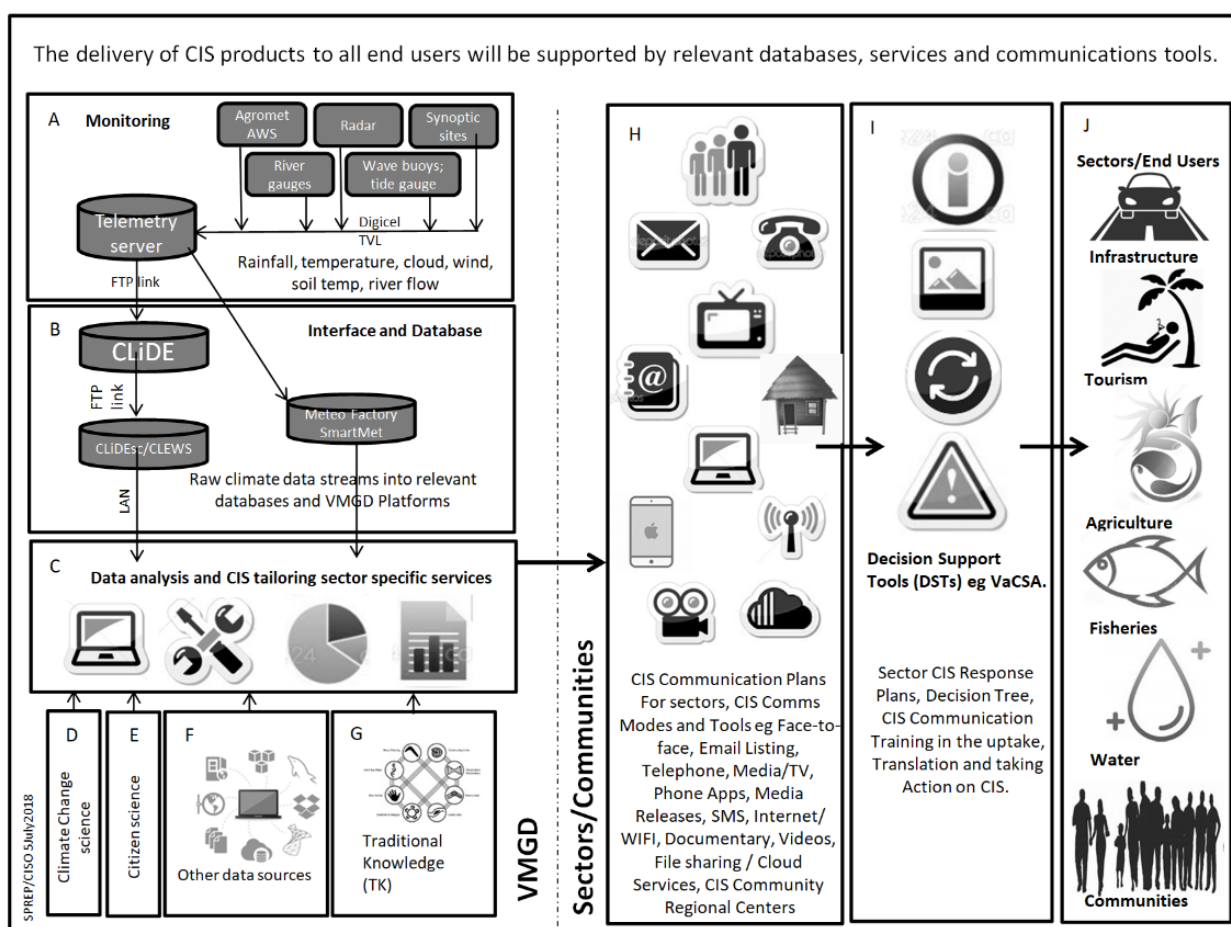 The delivery of CIS products to all end users will be supported by relevant databases, services and communications tools.
A
Monitoring
Agromet
AWS
Radar
Synoptic
sites
River
gauges
Wave buoys;
tide gauge
Telemetry
server
Digicel
TVL
Rainfall, temperature, cloud, wind,
soil temp, river flow
FTP link
B
Interface and Database
CLiDE
FTP
link
Meteo Factory
SmartMet
CLiDEsc/CLEWS
Raw climate data streams into relevant
databases and VMGD Platforms
LAN
C
Data analysis and CIS tailoring sector specific services
D
Climate Change
science
E
Citizen science
F
Other data sources
G
Traditional
Knowledge
(TK)
SPREP/CISO 5July2018
VMGD
Sectors/Communities
H
CIS Communication Plans
For sectors, CIS Comms
Modes and Tools eg Face-to-
face, Email Listing,
Telephone, Media/TV,
Phone Apps, Media
Releases, SMS, Internet/
WIFI, Documentary, Videos,
File sharing / Cloud
Services, CIS Community
Regional Centers
I
Decision Support
Tools (DSTs) eg VaCSA.
Sector CIS Response
Plans, Decision Tree,
CIS Communication
Training in the uptake,
Translation and taking
Action on CIS.
J
Sectors/End Users
Infrastructure
Tourism
Agriculture
Fisheries
Water
Communities